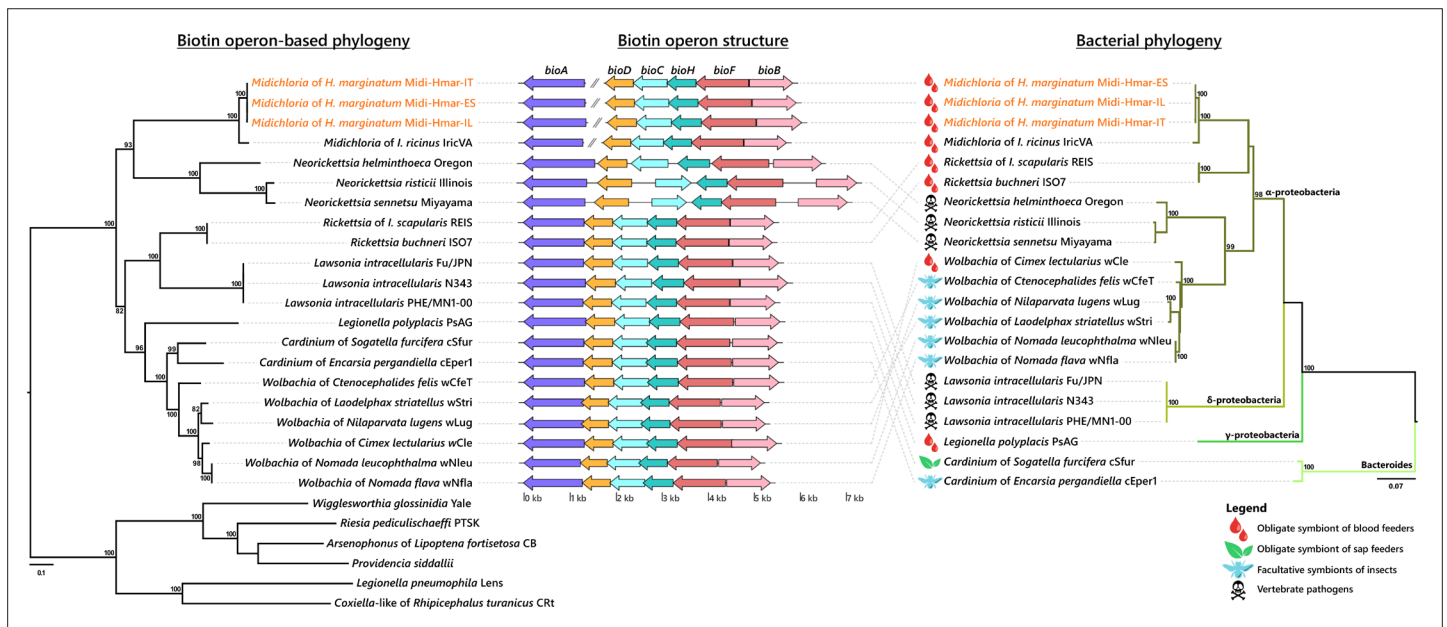 Biotin operon-based phylogeny
Biotin operon structure
Bacterial phylogeny
bioA bioD bioC bioH bioF bioB
Midichloria of H. marginatum Midi-Hmar-IT
Midichloria of H. marginatum Midi-Hmar-ES
Midichloria of H. marginatum Midi-Hmar-IL
Midichloria of I. ricinus IricVA
Neorickettsia helminthoeca Oregon
Neorickettsia risticii Illinois
Neorickettsia sennetsu Miyayama
Rickettsia of I. scapularis REIS
Rickettsia buchneri ISO7
Lawsonia intracellularis Fu/JPN
Lawsonia intracellularis N343
Lawsonia intracellularis PHE/MN1-00
Legionella polyplacis PsAG
Cardinium of Sogatella furcifera cSfur
Cardinium of Encarsia pergandiella cEper1
Wolbachia of Ctenocephalides felis wCfeT
Wolbachia of Laodelphax striatellus wStri
Wolbachia of Nilaparvata lugens wLug
Wolbachia of Cimex lectularius wCle
Wolbachia of Nomada leucophthalma wNleu
Wolbachia of Nomada flava wNfla
Wigglesworthia glossinidia Yale
Riesia pediculischaeffi PTSK
Arsenophonus of Lipoptena fortisetosa CB
Providencia siddallii
Legionella pneumophila Lens
Coxiella-like of Rhipicephalus turanicus CRt
100
93
100
100
100
100
100
82
100
96
99
100
100
82
100
98
100
100
100
100
100
0.1
0 kb 1 kb 2 kb 3 kb 4 kb 5 kb 6 kb 7 kb
Midichloria of H. marginatum Midi-Hmar-ES
Midichloria of H. marginatum Midi-Hmar-IL
Midichloria of H. marginatum Midi-Hmar-IT
Midichloria of I. ricinus IricVA
Rickettsia of I. scapularis REIS
Rickettsia buchneri ISO7
Neorickettsia helminthoeca Oregon
Neorickettsia risticii Illinois
Neorickettsia sennetsu Miyayama
Wolbachia of Cimex lectularius wCle
Wolbachia of Ctenocephalides felis wCfeT
Wolbachia of Nilaparvata lugens wLug
Wolbachia of Laodelphax striatellus wStri
Wolbachia of Nomada leucophthalma wNleu
Wolbachia of Nomada flava wNfla
Lawsonia intracellularis Fu/JPN
Lawsonia intracellularis N343
Lawsonia intracellularis PHE/MN1-00
Legionella polyplacis PsAG
Cardinium of Sogatella furcifera cSfur
Cardinium of Encarsia pergandiella cEper1
100
100
98
α-proteobacteria
100
99
100
100
100
100
100
δ-proteobacteria
γ-proteobacteria
100
Bacteroides
0.07
Legend
Obligate symbiont of blood feeders
Obligate symbiont of sap feeders
Facultative symbionts of insects
Vertebrate pathogens